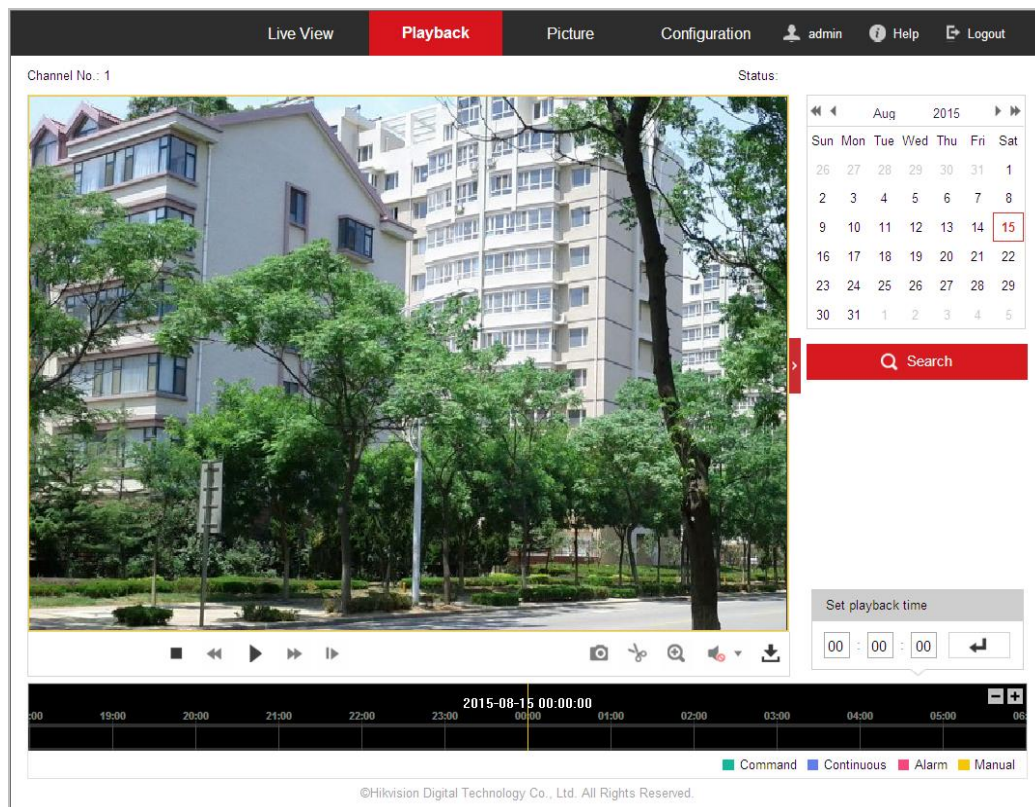 Live View Playback Picture Configuration admin Help Logout
Channel No.: 1 Status:
Aug 2015
Sun Mon Tue Wed Thu Fri Sat
26 27 28 29 30 31 1
2 3 4 5 6 7 8
9 10 11 12 13 14 15
16 17 18 19 20 21 22
23 24 25 26 27 28 29
30 31 1 2 3 4 5
Search
Set playback time
00 : 00 : 00
2015-08-15 00:00:00
:00 19:00 20:00 21:00 22:00 23:00 00:00 01:00 02:00 03:00 04:00 05:00 06:
Command Continuous Alarm Manual
©Hikvision Digital Technology Co., Ltd. All Rights Reserved.